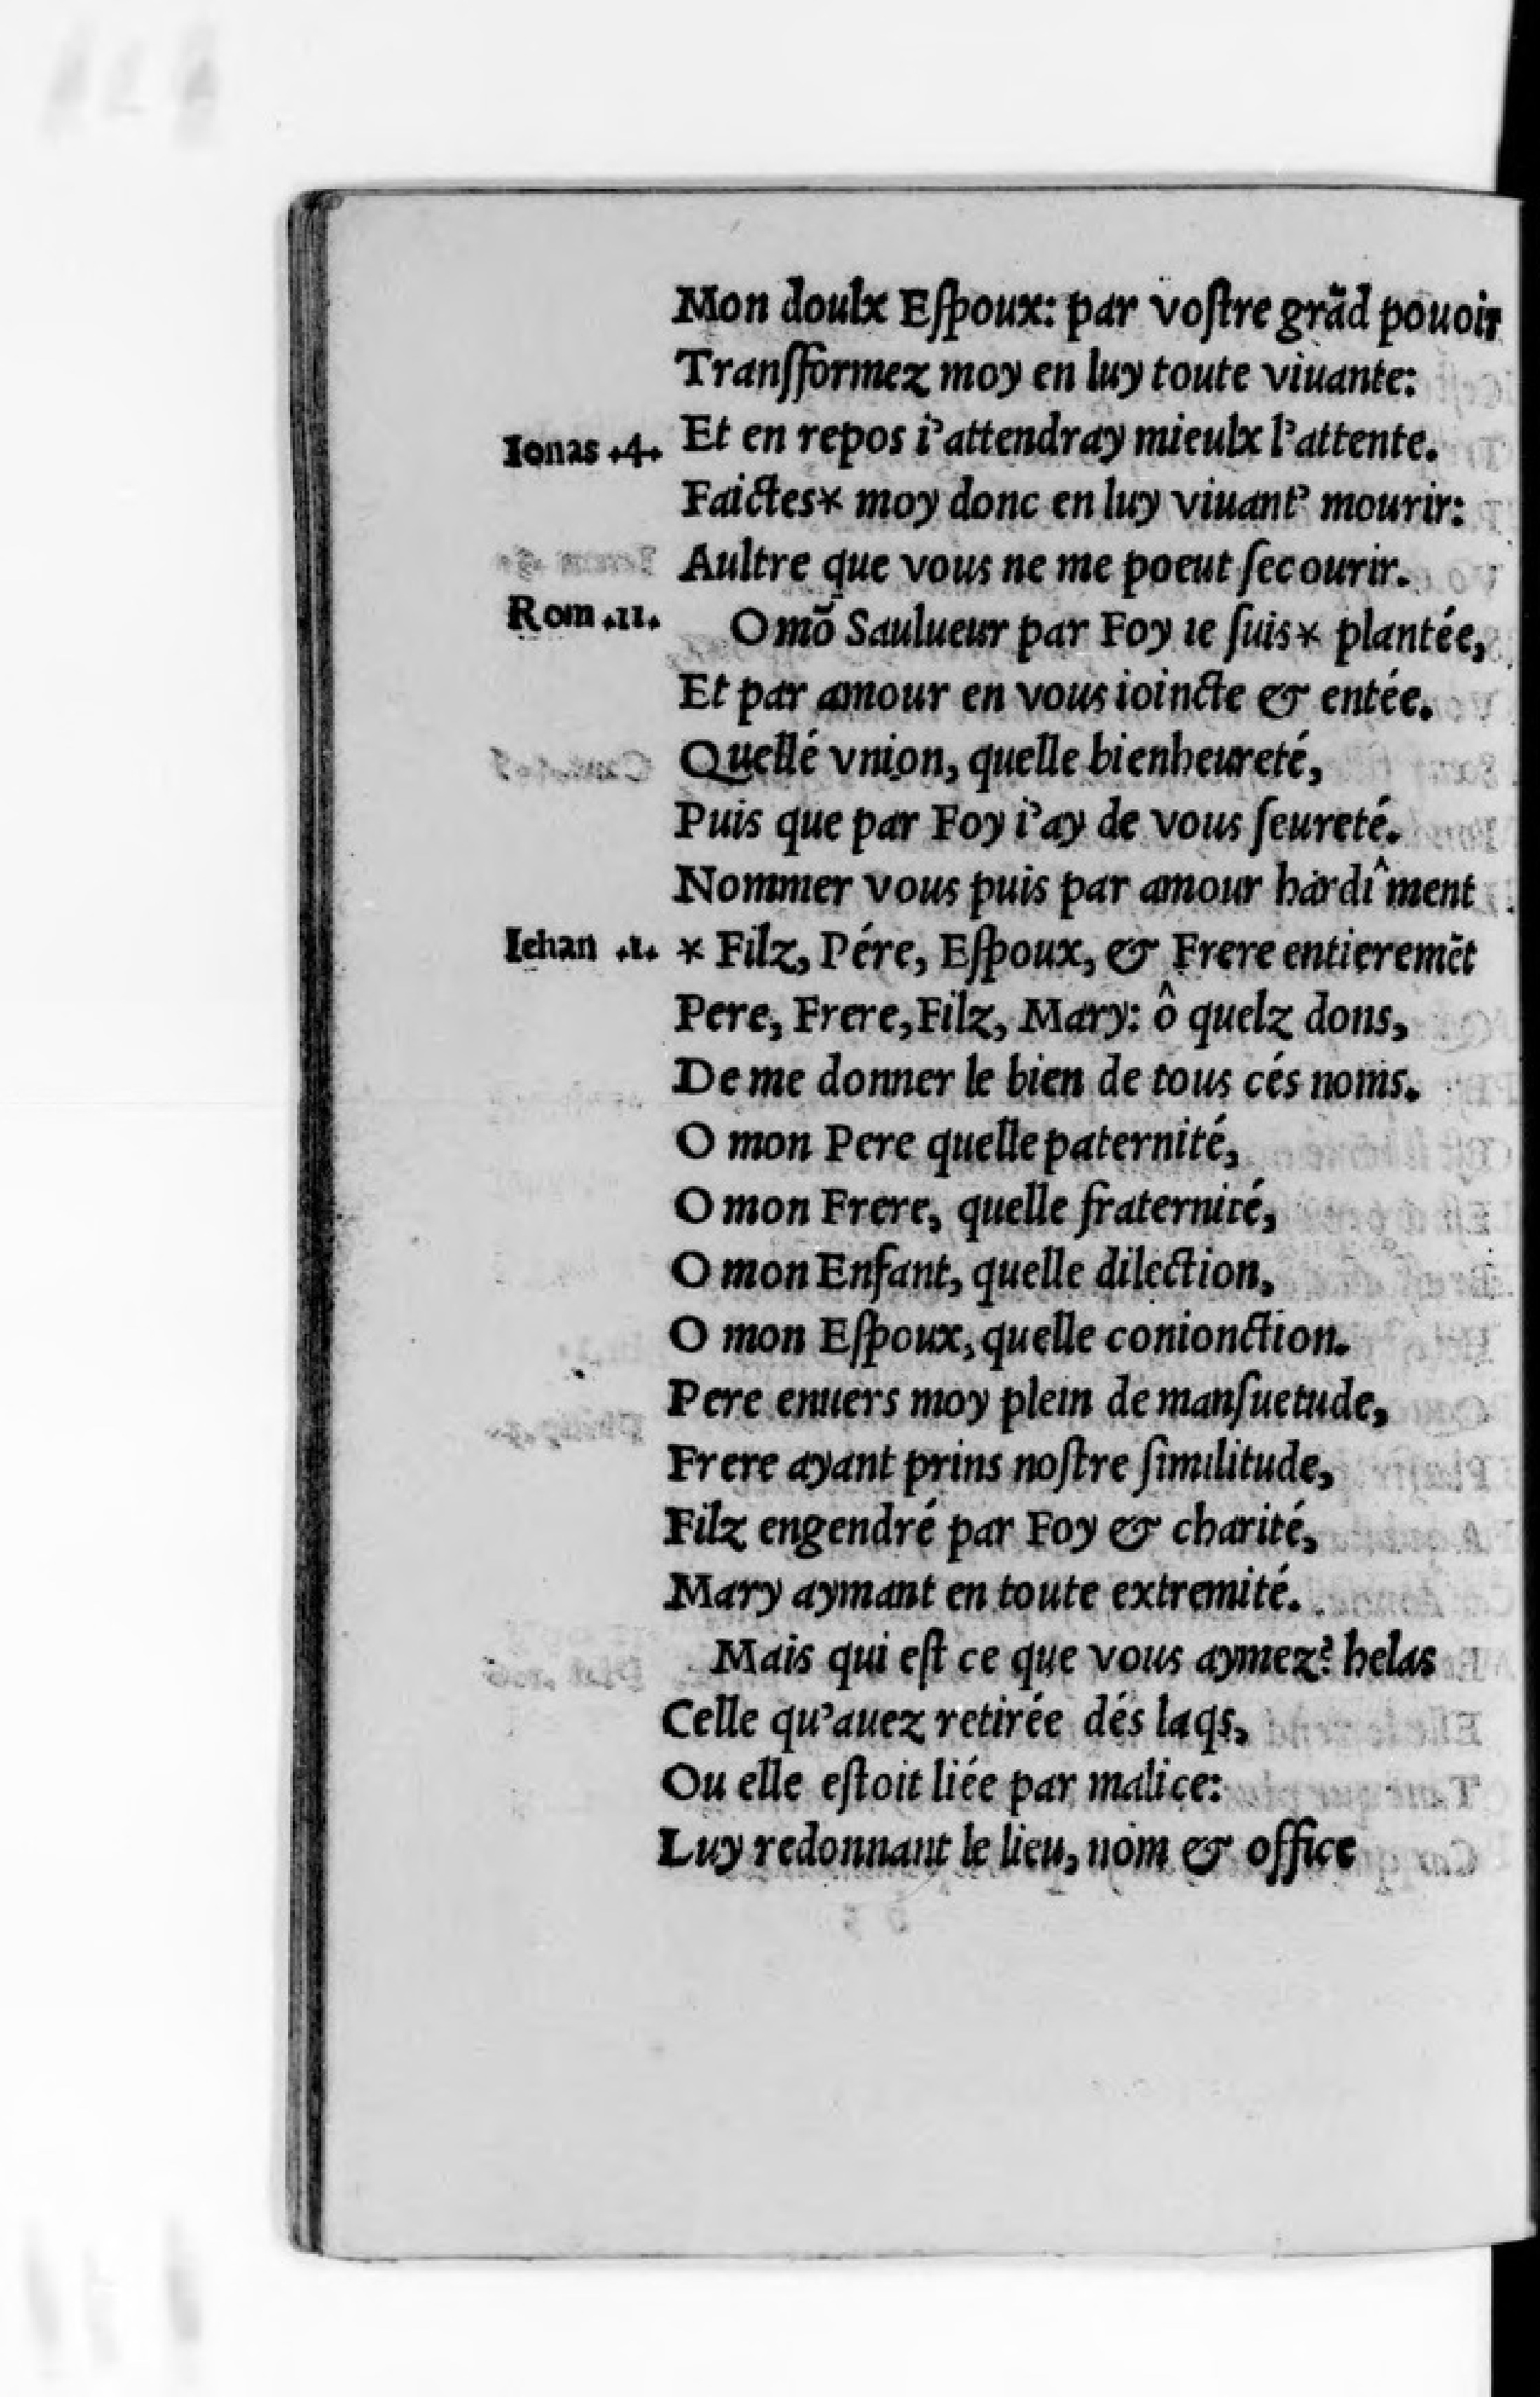 Mon doulx Eſpoux: par voſtre grãd pouoir
Tranſformez moy en luy toute viuante:
Ionas .4. Et en repos i'attendray mieulx l'attente.
Faictes* moy donc en luy viuant' mourir:
Aultre que vous ne me poeut ſecourir.
Rom .11. O mõ Saulueur par Foy ie ſuis* plantée,
Et par amour en vous ioincte & entée.
Quellé vnion, quelle bienheureté,
Puis que par Foy i'ay de vous ſeureté.
Nommer vous puis par amour hardîment
Iehan .1. * Filz, Pére, Eſpoux, & Frere entieremẽt
Pere, Frere, Filz, Mary: ô quelz dons,
De me donner le bien de tous cés noms.
O mon Pere quelle paternité,
O mon Frere, quelle fraternité,
O mon Enfant, quelle dilection,
O mon Eſpoux, quelle conionction.
Pere enuers moy plein de manſuetude,
Frere ayant prins noſtre ſimilitude,
Filz engendré par Foy & charité,
Mary aymant en toute extremité.
Mais qui eſt ce que vous aymez? helas
Celle qu'auez retirée dés laqs,
Ou elle eſtoit liée par malice:
Luy redonnant le lieu, nom & office